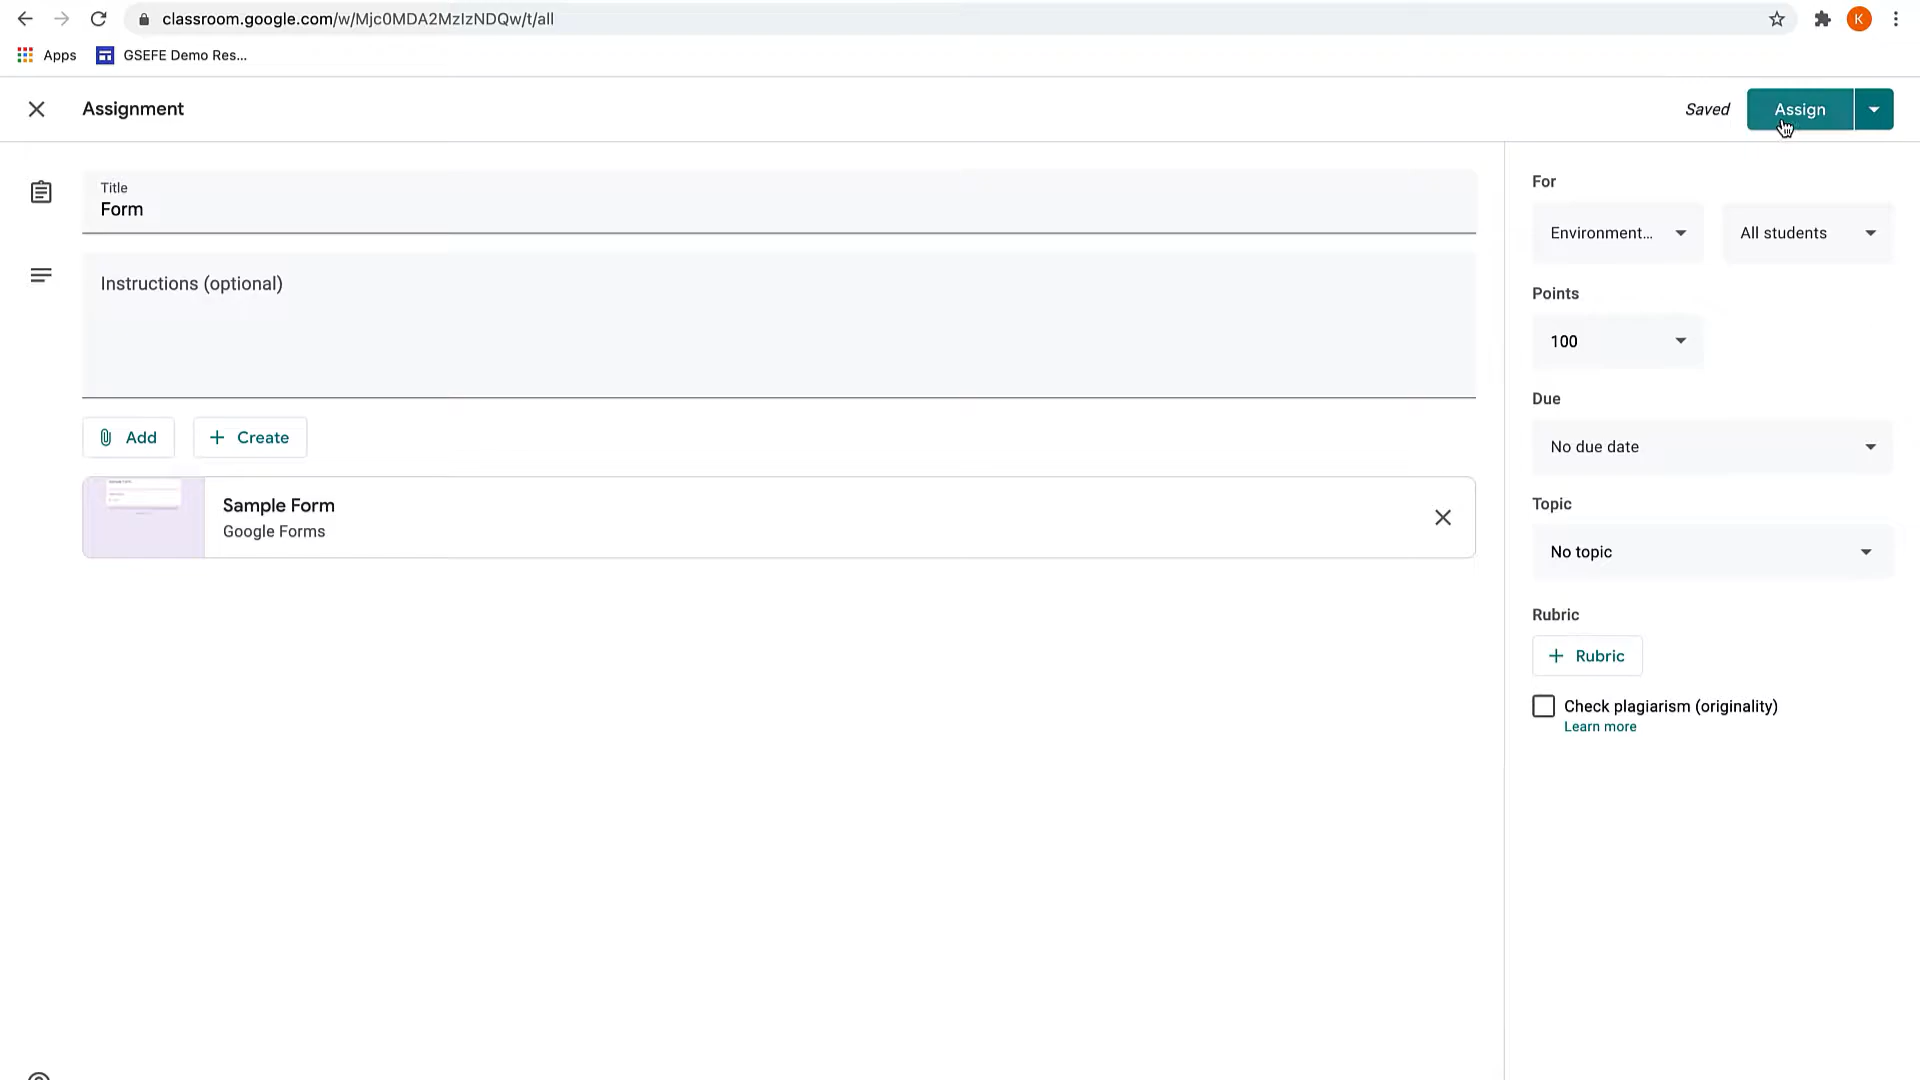 classroom.google.com/w/Mjc0MDA2MzIzNDQw/t/all
K
Apps
GSEFE Demo Res...
Assignment
Saved
Assign
Title
Form
Instructions (optional)
Add
Create
Sample Form
Google Forms
For
Environment...
All students
Points
100
Due
No due date
Topic
No topic
Rubric
Rubric
Check plagiarism (originality)
Learn more